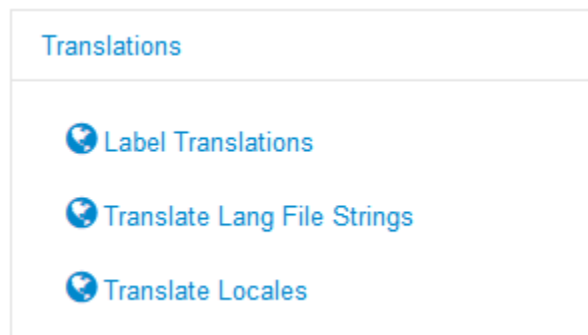 Translations
Label Translations
Translate Lang File Strings
Translate Locales